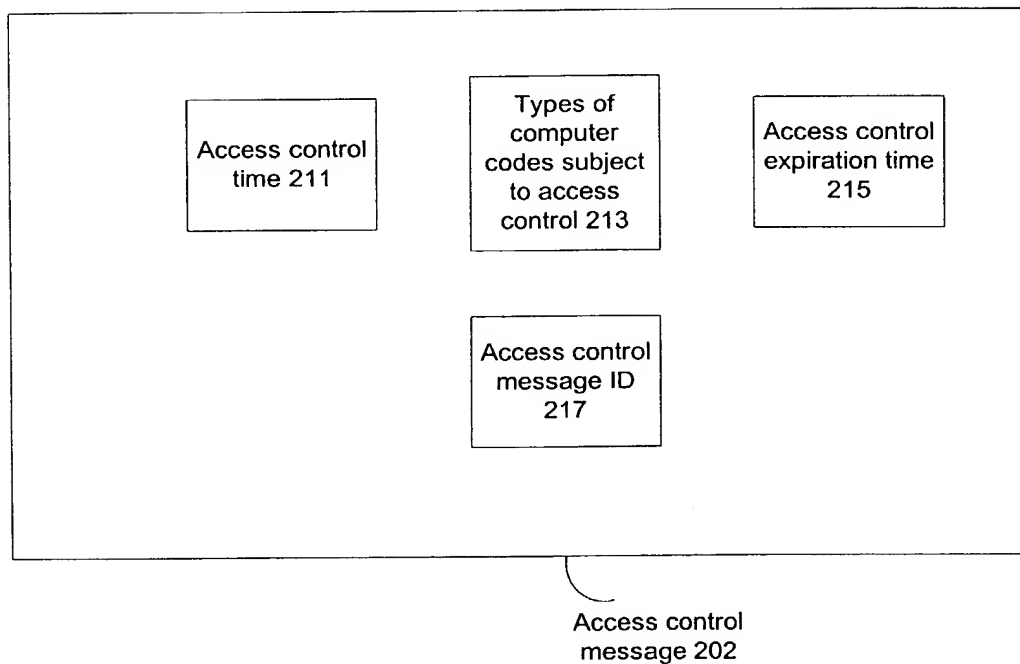 Access control
time 211
Types of
computer
codes subject
to access
control 213
Access control
expiration time
215
Access control
message ID
217
Access control
message 202